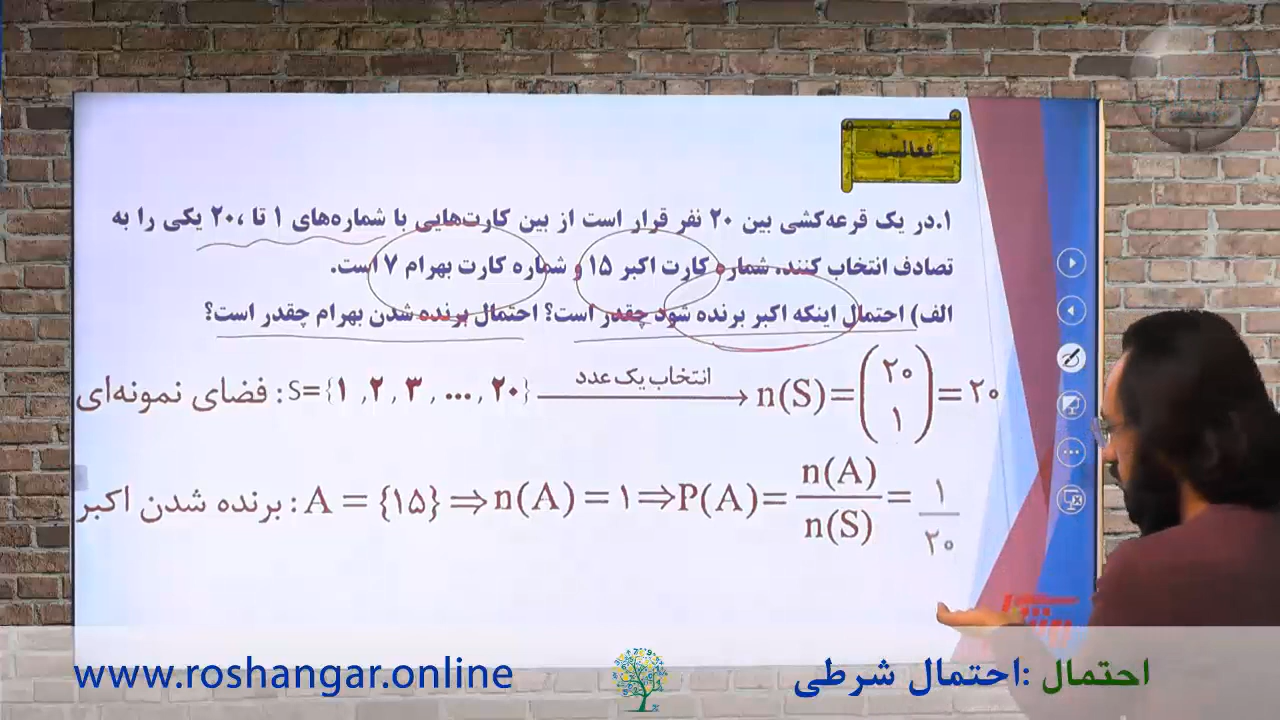 فعالیت
۱.در یک قرعه‌کشی بین ۲۰ نفر قرار است از بین کارت‌هایی با شماره‌های ۱ تا ۲۰، یکی را به
تصادف انتخاب کنند. شماره کارت اکبر ۱۵ و شماره کارت بهرام ۷ است.
الف) احتمال اینکه اکبر برنده شود چقدر است؟ احتمال برنده شدن بهرام چقدر است؟
فضای نمونه‌ای : S={۱ ,۲ , ۳ , ... , ۲۰} انتخاب یک عدد → n(S)=(۲۰ ۱)=۲۰
برنده شدن اکبر : A = {۱۵} ⇒ n(A) = ۱ ⇒ P(A)= n(A)/n(S) = ۱/۲۰
www.roshangar.online
احتمال :احتمال شرطی